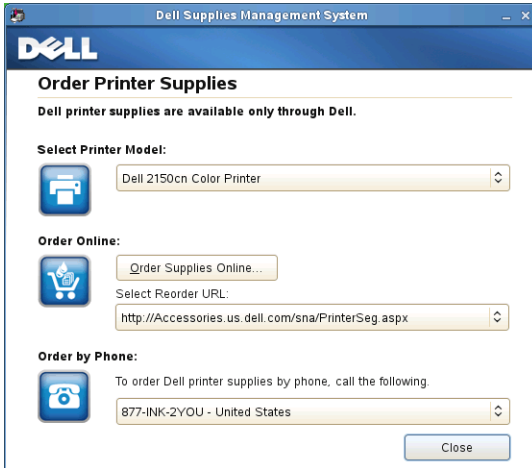 Dell Supplies Management System
DELL
Order Printer Supplies
Dell printer supplies are available only through Dell.
Select Printer Model:
Dell 2150cn Color Printer
Order Online:
Order Supplies Online...
Select Reorder URL:
http://Accessories.us.dell.com/sna/PrinterSeg.aspx
Order by Phone:
To order Dell printer supplies by phone, call the following.
877-INK-2YOU - United States
Close